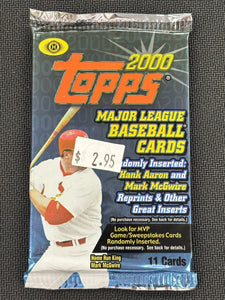 H
2000
TOPPS®
MAJOR LEAGUE
BASEBALL
CARDS
$ 2.95
ndomly Inserted:
Hank Aaron and
Mark McGwire
Reprints & Other
Great Inserts
(No purchase necessary. See back for details.)
Look for MVP
Game/Sweepstakes Cards
Randomly Inserted.
(No purchase necessary. See back for details.)
Home Run King
Mark McGwire
11 Cards